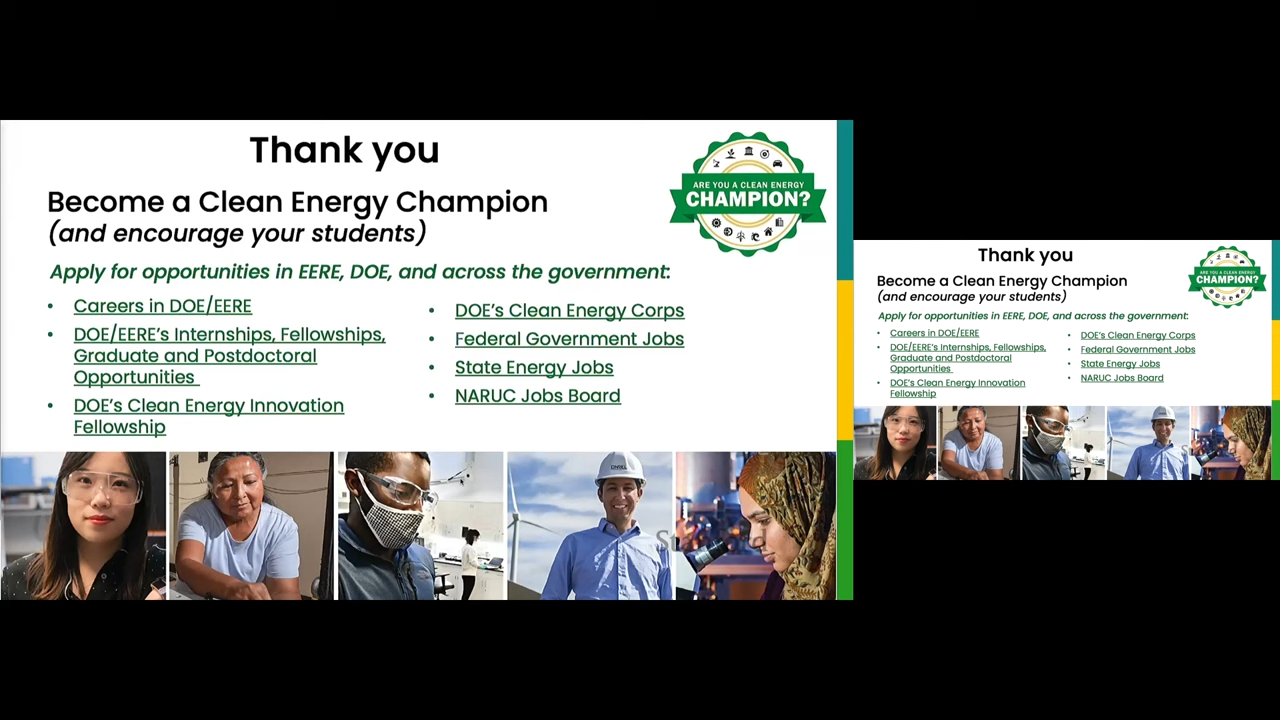 Thank you
Become a Clean Energy Champion
(and encourage your students)
ARE YOU A CLEAN ENERGY
CHAMPION?
Apply for opportunities in EERE, DOE, and across the government:
• Careers in DOE/EERE
• DOE/EERE's Internships, Fellowships,
Graduate and Postdoctoral
Opportunities
• DOE's Clean Energy Innovation
Fellowship
• DOE's Clean Energy Corps
• Federal Government Jobs
• State Energy Jobs
• NARUC Jobs Board
Thank you
Become a Clean Energy Champion
(and encourage your students)
ARE YOU A CLEAN ENERGY
CHAMPION?
Apply for opportunities in EERE, DOE, and across the government:
• Careers in DOE/EERE
• DOE/EERE's Internships, Fellowships,
Graduate and Postdoctoral
Opportunities
• DOE's Clean Energy Innovation
Fellowship
• DOE's Clean Energy Corps
• Federal Government Jobs
• State Energy Jobs
• NARUC Jobs Board